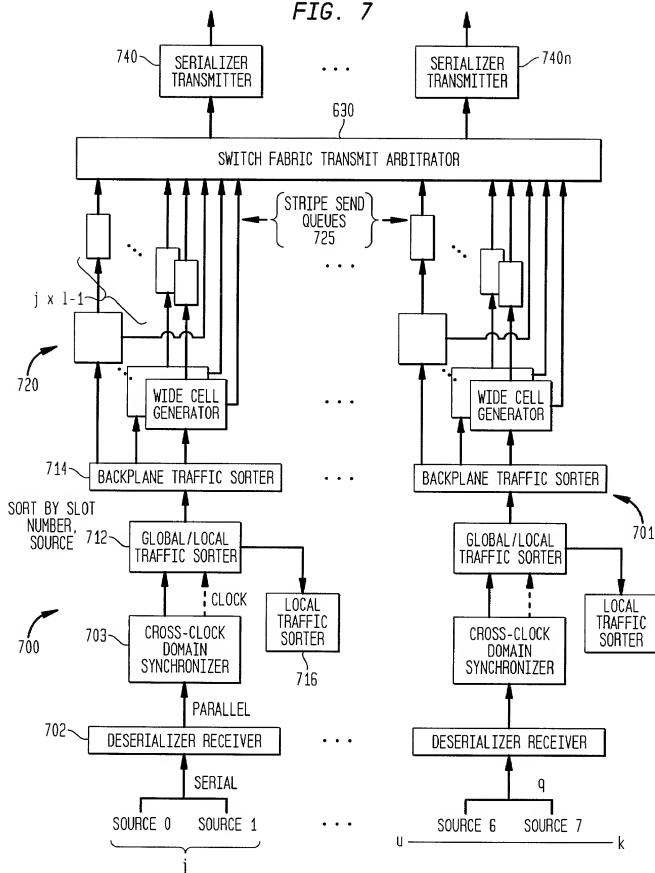 FIG. 7
740
SERIALIZER
TRANSMITTER
...
SERIALIZER
TRANSMITTER
740n
630
SWITCH FABRIC TRANSMIT ARBITRATOR
STRIPE SEND
QUEUES
725
...
j x l-1
720
WIDE CELL
GENERATOR
...
WIDE CELL
GENERATOR
714
BACKPLANE TRAFFIC SORTER
...
BACKPLANE TRAFFIC SORTER
701
SORT BY SLOT
NUMBER,
SOURCE
712
GLOBAL/LOCAL
TRAFFIC SORTER
GLOBAL/LOCAL
TRAFFIC SORTER
CLOCK
700
703
CROSS-CLOCK
DOMAIN
SYNCHRONIZER
LOCAL
TRAFFIC
SORTER
716
CROSS-CLOCK
DOMAIN
SYNCHRONIZER
LOCAL
TRAFFIC
SORTER
PARALLEL
702
DESERIALIZER RECEIVER
...
DESERIALIZER RECEIVER
SERIAL
q
SOURCE 0
SOURCE 1
...
SOURCE 6
SOURCE 7
u
k
j